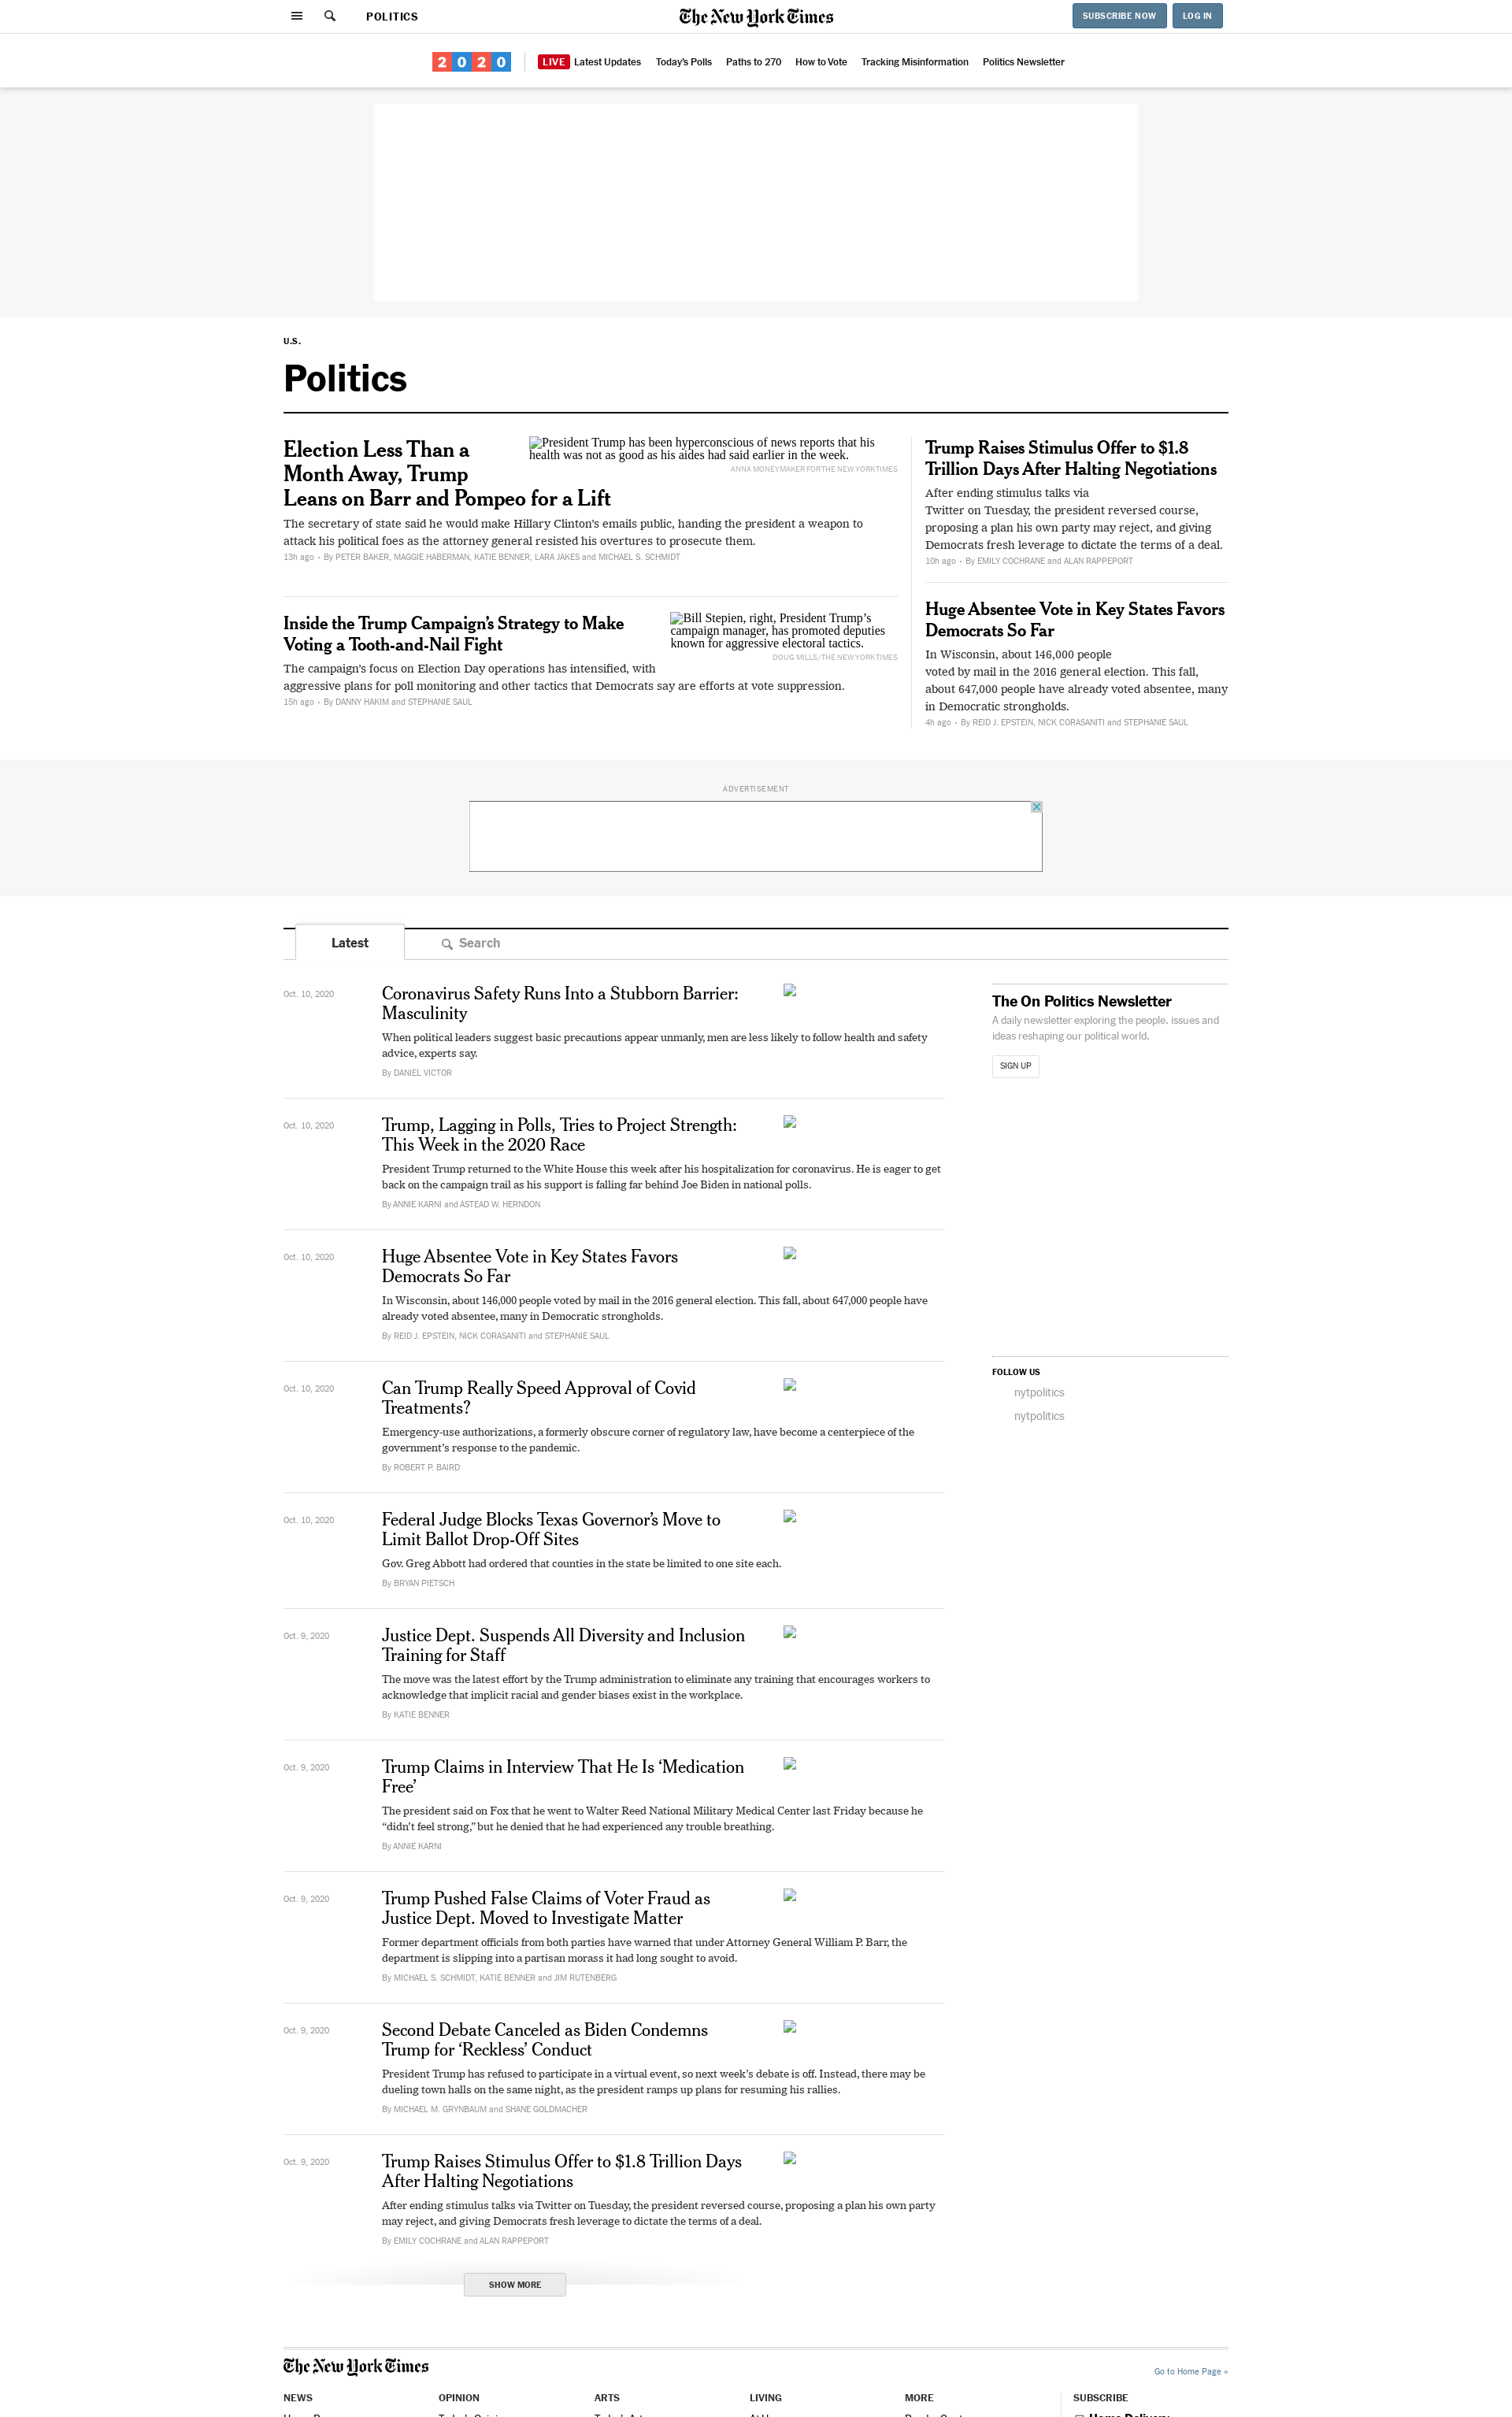 POLITICS
The New York Times
SUBSCRIBE NOW
LOG IN
2020
LIVE Latest Updates
Today's Polls
Paths to 270
How to Vote
Tracking Misinformation
Politics Newsletter
U.S.
Politics
Election Less Than a
Month Away, Trump
Leans on Barr and Pompeo for a Lift
President Trump has been hyperconscious of news reports that his
health was not as good as his aides had said earlier in the week.
ANNA MONEYMAKER FOR THE NEW YORK TIMES
The secretary of state said he would make Hillary Clinton's emails public, handing the president a weapon to
attack his political foes as the attorney general resisted his overtures to prosecute them.
13h ago • By PETER BAKER, MAGGIE HABERMAN, KATIE BENNER, LARA JAKES and MICHAEL S. SCHMIDT
Inside the Trump Campaign's Strategy to Make
Voting a Tooth-and-Nail Fight
Bill Stepien, right, President Trump's
campaign manager, has promoted deputies
known for aggressive electoral tactics.
DOUG MILLS/THE NEW YORK TIMES
The campaign's focus on Election Day operations has intensified, with
aggressive plans for poll monitoring and other tactics that Democrats say are efforts at vote suppression.
15h ago • By DANNY HAKIM and STEPHANIE SAUL
Trump Raises Stimulus Offer to $1.8
Trillion Days After Halting Negotiations
After ending stimulus talks via
Twitter on Tuesday, the president reversed course,
proposing a plan his own party may reject, and giving
Democrats fresh leverage to dictate the terms of a deal.
10h ago • By EMILY COCHRANE and ALAN RAPPEPORT
Huge Absentee Vote in Key States Favors
Democrats So Far
In Wisconsin, about 146,000 people
voted by mail in the 2016 general election. This fall,
about 647,000 people have already voted absentee, many
in Democratic strongholds.
4h ago • By REID J. EPSTEIN, NICK CORASANITI and STEPHANIE SAUL
ADVERTISEMENT
Latest
Search
Oct. 10, 2020
Coronavirus Safety Runs Into a Stubborn Barrier:
Masculinity
When political leaders suggest basic precautions appear unmanly, men are less likely to follow health and safety
advice, experts say.
By DANIEL VICTOR
Oct. 10, 2020
Trump, Lagging in Polls, Tries to Project Strength:
This Week in the 2020 Race
President Trump returned to the White House this week after his hospitalization for coronavirus. He is eager to get
back on the campaign trail as his support is falling far behind Joe Biden in national polls.
By ANNIE KARNI and ASTEAD W. HERNDON
Oct. 10, 2020
Huge Absentee Vote in Key States Favors
Democrats So Far
In Wisconsin, about 146,000 people voted by mail in the 2016 general election. This fall, about 647,000 people have
already voted absentee, many in Democratic strongholds.
By REID J. EPSTEIN, NICK CORASANITI and STEPHANIE SAUL
Oct. 10, 2020
Can Trump Really Speed Approval of Covid
Treatments?
Emergency-use authorizations, a formerly obscure corner of regulatory law, have become a centerpiece of the
government's response to the pandemic.
By ROBERT P. BAIRD
Oct. 10, 2020
Federal Judge Blocks Texas Governor's Move to
Limit Ballot Drop-Off Sites
Gov. Greg Abbott had ordered that counties in the state be limited to one site each.
By BRYAN PIETSCH
Oct. 9, 2020
Justice Dept. Suspends All Diversity and Inclusion
Training for Staff
The move was the latest effort by the Trump administration to eliminate any training that encourages workers to
acknowledge that implicit racial and gender biases exist in the workplace.
By KATIE BENNER
Oct. 9, 2020
Trump Claims in Interview That He Is ‘Medication
Free’
The president said on Fox that he went to Walter Reed National Military Medical Center last Friday because he
“didn't feel strong,” but he denied that he had experienced any trouble breathing.
By ANNIE KARNI
Oct. 9, 2020
Trump Pushed False Claims of Voter Fraud as
Justice Dept. Moved to Investigate Matter
Former department officials from both parties have warned that under Attorney General William P. Barr, the
department is slipping into a partisan morass it had long sought to avoid.
By MICHAEL S. SCHMIDT, KATIE BENNER and JIM RUTENBERG
Oct. 9, 2020
Second Debate Canceled as Biden Condemns
Trump for ‘Reckless’ Conduct
President Trump has refused to participate in a virtual event, so next week's debate is off. Instead, there may be
dueling town halls on the same night, as the president ramps up plans for resuming his rallies.
By MICHAEL M. GRYNBAUM and SHANE GOLDMACHER
Oct. 9, 2020
Trump Raises Stimulus Offer to $1.8 Trillion Days
After Halting Negotiations
After ending stimulus talks via Twitter on Tuesday, the president reversed course, proposing a plan his own party
may reject, and giving Democrats fresh leverage to dictate the terms of a deal.
By EMILY COCHRANE and ALAN RAPPEPORT
SHOW MORE
The On Politics Newsletter
A daily newsletter exploring the people, issues and
ideas reshaping our political world.
SIGN UP
FOLLOW US
nytpolitics
nytpolitics
The New York Times
Go to Home Page »
NEWS
OPINION
ARTS
LIVING
MORE
SUBSCRIBE
Home Delivery